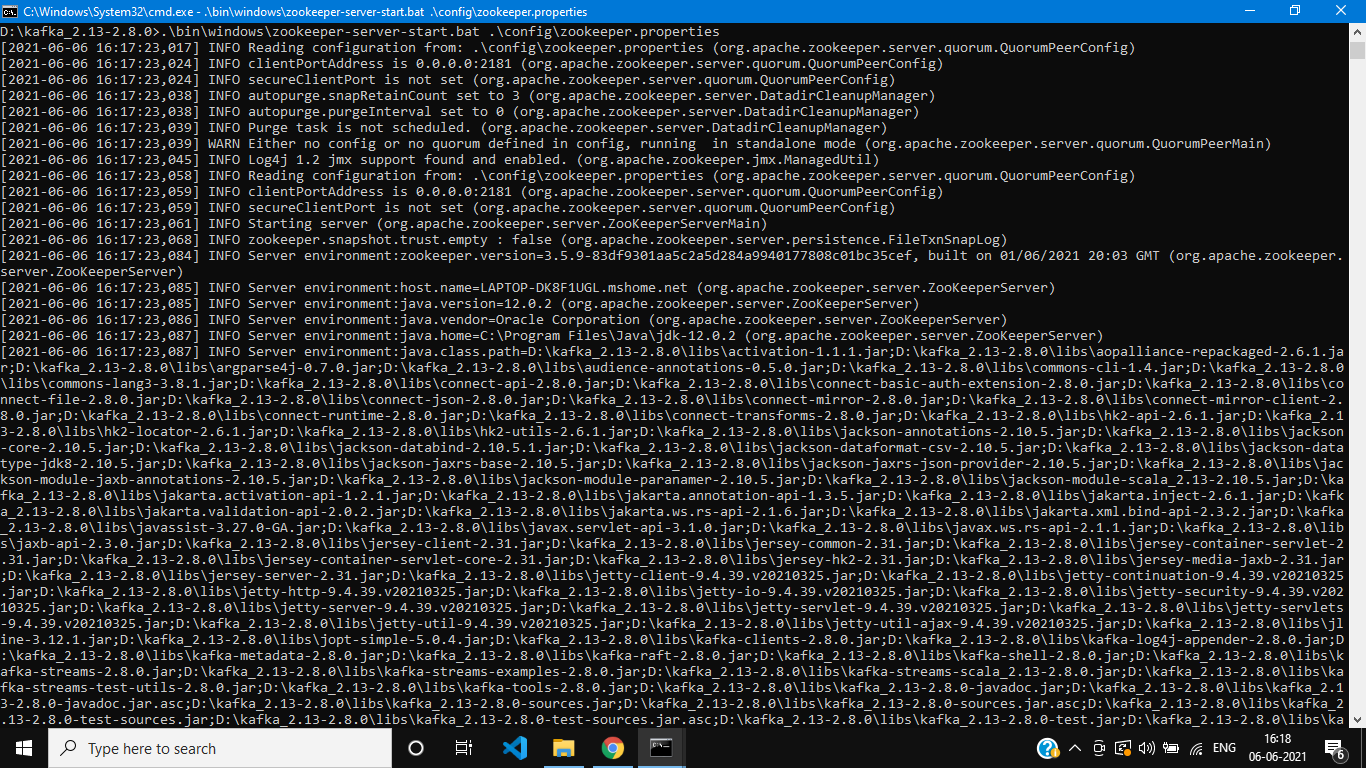 C:\Windows\System32\cmd.exe - .\bin\windows\zookeeper-server-start.bat .\config\zookeeper.properties
D:\kafka_2.13-2.8.0>.\bin\windows\zookeeper-server-start.bat .\config\zookeeper.properties
[2021-06-06 16:17:23,017] INFO Reading configuration from: .\config\zookeeper.properties (org.apache.zookeeper.server.quorum.QuorumPeerConfig)
[2021-06-06 16:17:23,024] INFO clientPortAddress is 0.0.0.0:2181 (org.apache.zookeeper.server.quorum.QuorumPeerConfig)
[2021-06-06 16:17:23,024] INFO secureClientPort is not set (org.apache.zookeeper.server.quorum.QuorumPeerConfig)
[2021-06-06 16:17:23,038] INFO autopurge.snapRetainCount set to 3 (org.apache.zookeeper.server.DatadirCleanupManager)
[2021-06-06 16:17:23,038] INFO autopurge.purgeInterval set to 0 (org.apache.zookeeper.server.DatadirCleanupManager)
[2021-06-06 16:17:23,039] INFO Purge task is not scheduled. (org.apache.zookeeper.server.DatadirCleanupManager)
[2021-06-06 16:17:23,039] WARN Either no config or no quorum defined in config, running  in standalone mode (org.apache.zookeeper.server.quorum.QuorumPeerMain)
[2021-06-06 16:17:23,045] INFO Log4j 1.2 jmx support found and enabled. (org.apache.zookeeper.jmx.ManagedUtil)
[2021-06-06 16:17:23,058] INFO Reading configuration from: .\config\zookeeper.properties (org.apache.zookeeper.server.quorum.QuorumPeerConfig)
[2021-06-06 16:17:23,059] INFO clientPortAddress is 0.0.0.0:2181 (org.apache.zookeeper.server.quorum.QuorumPeerConfig)
[2021-06-06 16:17:23,059] INFO secureClientPort is not set (org.apache.zookeeper.server.quorum.QuorumPeerConfig)
[2021-06-06 16:17:23,061] INFO Starting server (org.apache.zookeeper.server.ZooKeeperServerMain)
[2021-06-06 16:17:23,068] INFO zookeeper.snapshot.trust.empty : false (org.apache.zookeeper.server.persistence.FileTxnSnapLog)
[2021-06-06 16:17:23,084] INFO Server environment:zookeeper.version=3.5.9-83df9301aa5c2a5d284a9940177808c01bc35cef, built on 01/06/2021 20:03 GMT (org.apache.zookeeper.
server.ZooKeeperServer)
[2021-06-06 16:17:23,085] INFO Server environment:host.name=LAPTOP-DK8F1UGL.mshome.net (org.apache.zookeeper.server.ZooKeeperServer)
[2021-06-06 16:17:23,085] INFO Server environment:java.version=12.0.2 (org.apache.zookeeper.server.ZooKeeperServer)
[2021-06-06 16:17:23,086] INFO Server environment:java.vendor=Oracle Corporation (org.apache.zookeeper.server.ZooKeeperServer)
[2021-06-06 16:17:23,087] INFO Server environment:java.home=C:\Program Files\Java\jdk-12.0.2 (org.apache.zookeeper.server.ZooKeeperServer)
[2021-06-06 16:17:23,087] INFO Server environment:java.class.path=D:\kafka_2.13-2.8.0\libs\activation-1.1.1.jar;D:\kafka_2.13-2.8.0\libs\aopalliance-repackaged-2.6.1.ja
r;D:\kafka_2.13-2.8.0\libs\argparse4j-0.7.0.jar;D:\kafka_2.13-2.8.0\libs\audience-annotations-0.5.0.jar;D:\kafka_2.13-2.8.0\libs\commons-cli-1.4.jar;D:\kafka_2.13-2.8.0
\libs\commons-lang3-3.8.1.jar;D:\kafka_2.13-2.8.0\libs\connect-api-2.8.0.jar;D:\kafka_2.13-2.8.0\libs\connect-basic-auth-extension-2.8.0.jar;D:\kafka_2.13-2.8.0\libs\co
nnect-file-2.8.0.jar;D:\kafka_2.13-2.8.0\libs\connect-json-2.8.0.jar;D:\kafka_2.13-2.8.0\libs\connect-mirror-2.8.0.jar;D:\kafka_2.13-2.8.0\libs\connect-mirror-client-2.
8.0.jar;D:\kafka_2.13-2.8.0\libs\connect-runtime-2.8.0.jar;D:\kafka_2.13-2.8.0\libs\connect-transforms-2.8.0.jar;D:\kafka_2.13-2.8.0\libs\hk2-api-2.6.1.jar;D:\kafka_2.1
3-2.8.0\libs\hk2-locator-2.6.1.jar;D:\kafka_2.13-2.8.0\libs\hk2-utils-2.6.1.jar;D:\kafka_2.13-2.8.0\libs\jackson-annotations-2.10.5.jar;D:\kafka_2.13-2.8.0\libs\jackson
-core-2.10.5.jar;D:\kafka_2.13-2.8.0\libs\jackson-databind-2.10.5.1.jar;D:\kafka_2.13-2.8.0\libs\jackson-dataformat-csv-2.10.5.jar;D:\kafka_2.13-2.8.0\libs\jackson-data
type-jdk8-2.10.5.jar;D:\kafka_2.13-2.8.0\libs\jackson-jaxrs-base-2.10.5.jar;D:\kafka_2.13-2.8.0\libs\jackson-jaxrs-json-provider-2.10.5.jar;D:\kafka_2.13-2.8.0\libs\jac
kson-module-jaxb-annotations-2.10.5.jar;D:\kafka_2.13-2.8.0\libs\jackson-module-paranamer-2.10.5.jar;D:\kafka_2.13-2.8.0\libs\jackson-module-scala_2.13-2.10.5.jar;D:\ka
fka_2.13-2.8.0\libs\jakarta.activation-api-1.2.1.jar;D:\kafka_2.13-2.8.0\libs\jakarta.annotation-api-1.3.5.jar;D:\kafka_2.13-2.8.0\libs\jakarta.inject-2.6.1.jar;D:\kafk
a_2.13-2.8.0\libs\jakarta.validation-api-2.0.2.jar;D:\kafka_2.13-2.8.0\libs\jakarta.ws.rs-api-2.1.6.jar;D:\kafka_2.13-2.8.0\libs\jakarta.xml.bind-api-2.3.2.jar;D:\kafka
_2.13-2.8.0\libs\javassist-3.27.0-GA.jar;D:\kafka_2.13-2.8.0\libs\javax.servlet-api-3.1.0.jar;D:\kafka_2.13-2.8.0\libs\javax.ws.rs-api-2.1.1.jar;D:\kafka_2.13-2.8.0\lib
s\jaxb-api-2.3.0.jar;D:\kafka_2.13-2.8.0\libs\jersey-client-2.31.jar;D:\kafka_2.13-2.8.0\libs\jersey-common-2.31.jar;D:\kafka_2.13-2.8.0\libs\jersey-container-servlet-2
.31.jar;D:\kafka_2.13-2.8.0\libs\jersey-container-servlet-core-2.31.jar;D:\kafka_2.13-2.8.0\libs\jersey-hk2-2.31.jar;D:\kafka_2.13-2.8.0\libs\jersey-media-jaxb-2.31.jar
;D:\kafka_2.13-2.8.0\libs\jersey-server-2.31.jar;D:\kafka_2.13-2.8.0\libs\jetty-client-9.4.39.v20210325.jar;D:\kafka_2.13-2.8.0\libs\jetty-continuation-9.4.39.v20210325
.jar;D:\kafka_2.13-2.8.0\libs\jetty-http-9.4.39.v20210325.jar;D:\kafka_2.13-2.8.0\libs\jetty-io-9.4.39.v20210325.jar;D:\kafka_2.13-2.8.0\libs\jetty-security-9.4.39.v202
10325.jar;D:\kafka_2.13-2.8.0\libs\jetty-server-9.4.39.v20210325.jar;D:\kafka_2.13-2.8.0\libs\jetty-servlet-9.4.39.v20210325.jar;D:\kafka_2.13-2.8.0\libs\jetty-servlets
-9.4.39.v20210325.jar;D:\kafka_2.13-2.8.0\libs\jetty-util-9.4.39.v20210325.jar;D:\kafka_2.13-2.8.0\libs\jetty-util-ajax-9.4.39.v20210325.jar;D:\kafka_2.13-2.8.0\libs\jl
ine-3.12.1.jar;D:\kafka_2.13-2.8.0\libs\jopt-simple-5.0.4.jar;D:\kafka_2.13-2.8.0\libs\kafka-clients-2.8.0.jar;D:\kafka_2.13-2.8.0\libs\kafka-log4j-appender-2.8.0.jar;D
:\kafka_2.13-2.8.0\libs\kafka-metadata-2.8.0.jar;D:\kafka_2.13-2.8.0\libs\kafka-raft-2.8.0.jar;D:\kafka_2.13-2.8.0\libs\kafka-shell-2.8.0.jar;D:\kafka_2.13-2.8.0\libs\k
afka-streams-2.8.0.jar;D:\kafka_2.13-2.8.0\libs\kafka-streams-examples-2.8.0.jar;D:\kafka_2.13-2.8.0\libs\kafka-streams-scala_2.13-2.8.0.jar;D:\kafka_2.13-2.8.0\libs\ka
fka-streams-test-utils-2.8.0.jar;D:\kafka_2.13-2.8.0\libs\kafka-tools-2.8.0.jar;D:\kafka_2.13-2.8.0\libs\kafka_2.13-2.8.0-javadoc.jar;D:\kafka_2.13-2.8.0\libs\kafka_2.1
3-2.8.0-javadoc.jar.asc;D:\kafka_2.13-2.8.0\libs\kafka_2.13-2.8.0-sources.jar;D:\kafka_2.13-2.8.0\libs\kafka_2.13-2.8.0-sources.jar.asc;D:\kafka_2.13-2.8.0\libs\kafka_2
.13-2.8.0-test-sources.jar;D:\kafka_2.13-2.8.0\libs\kafka_2.13-2.8.0-test-sources.jar.asc;D:\kafka_2.13-2.8.0\libs\kafka_2.13-2.8.0-test.jar;D:\kafka_2.13-2.8.0\libs\ka
Type here to search
ENG
16:18
06-06-2021
6